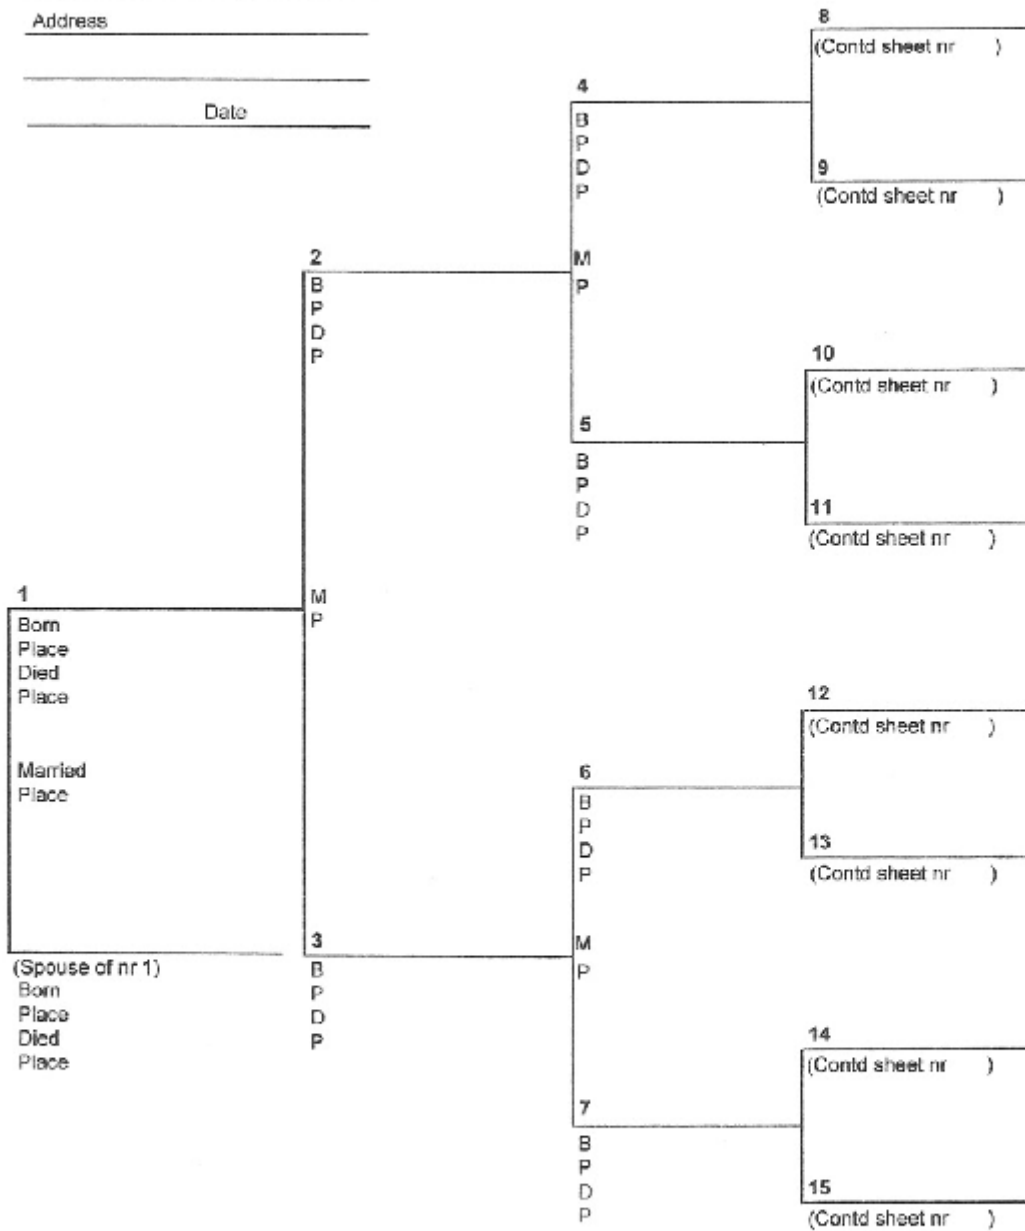 Address
Date
8
(Contd sheet nr )
4
B
P
D
P
9
(Contd sheet nr )
2
B
P
D
P
M
P
10
(Contd sheet nr )
5
B
P
D
P
11
(Contd sheet nr )
1
Born
Place
Died
Place
M
P
12
(Contd sheet nr )
Married
Place
6
B
P
D
P
13
(Contd sheet nr )
3
B
P
D
P
M
P
(Spouse of nr 1)
Born
Place
Died
Place
14
(Contd sheet nr )
7
B
P
D
P
15
(Contd sheet nr )